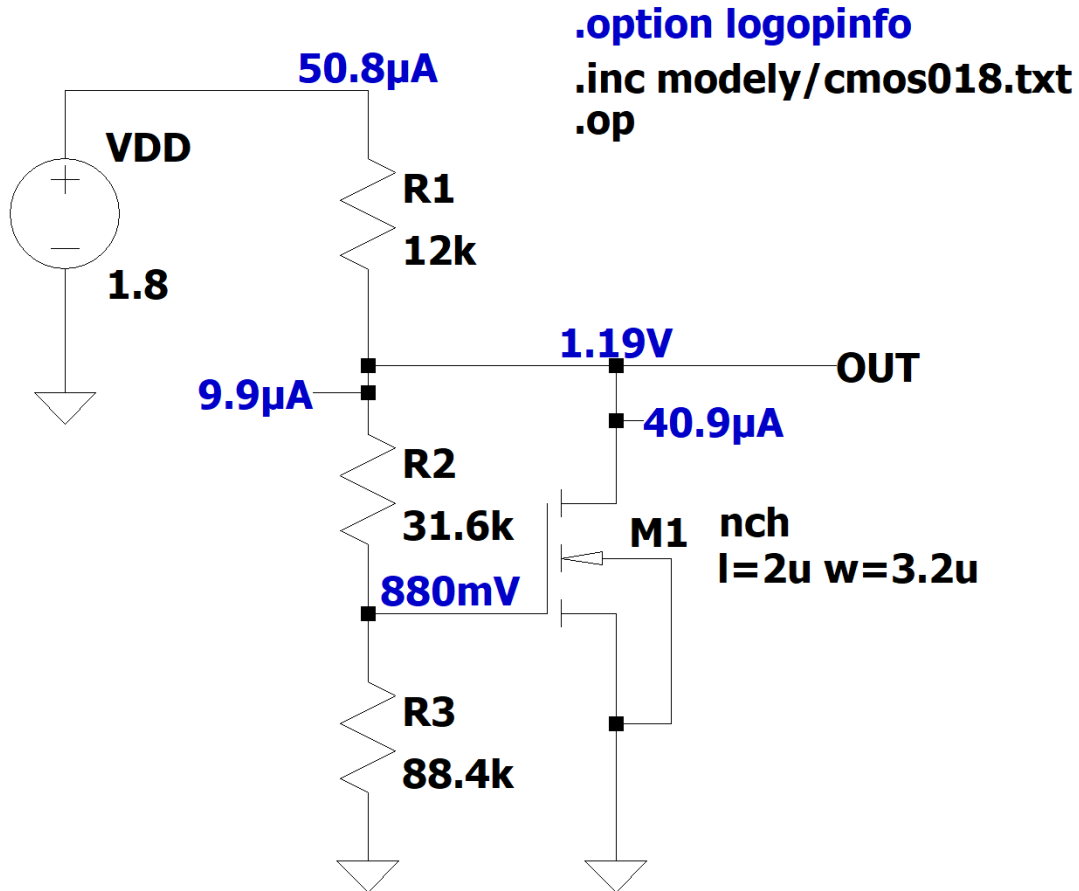 .option logopinfo
50.8µA
.inc modely/cmos018.txt
.op
VDD
R1
12k
1.8
1.19V
OUT
9.9µA
40.9µA
R2
31.6k
M1
nch
l=2u w=3.2u
880mV
R3
88.4k